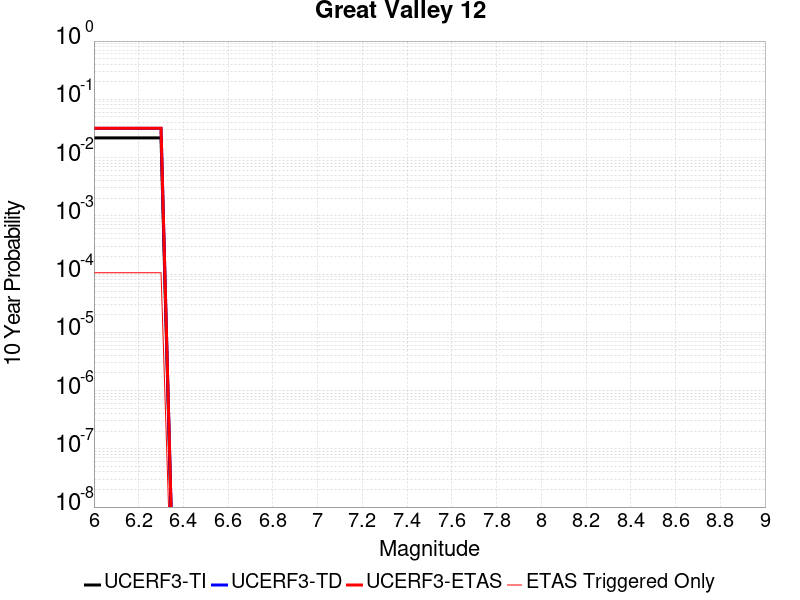 Great Valley 12
10 Year Probability
10^0
10^-1
10^-2
10^-3
10^-4
10^-5
10^-6
10^-7
10^-8
6 6.2 6.4 6.6 6.8 7 7.2 7.4 7.6 7.8 8 8.2 8.4 8.6 8.8 9
Magnitude
UCERF3-TI UCERF3-TD UCERF3-ETAS ETAS Triggered Only